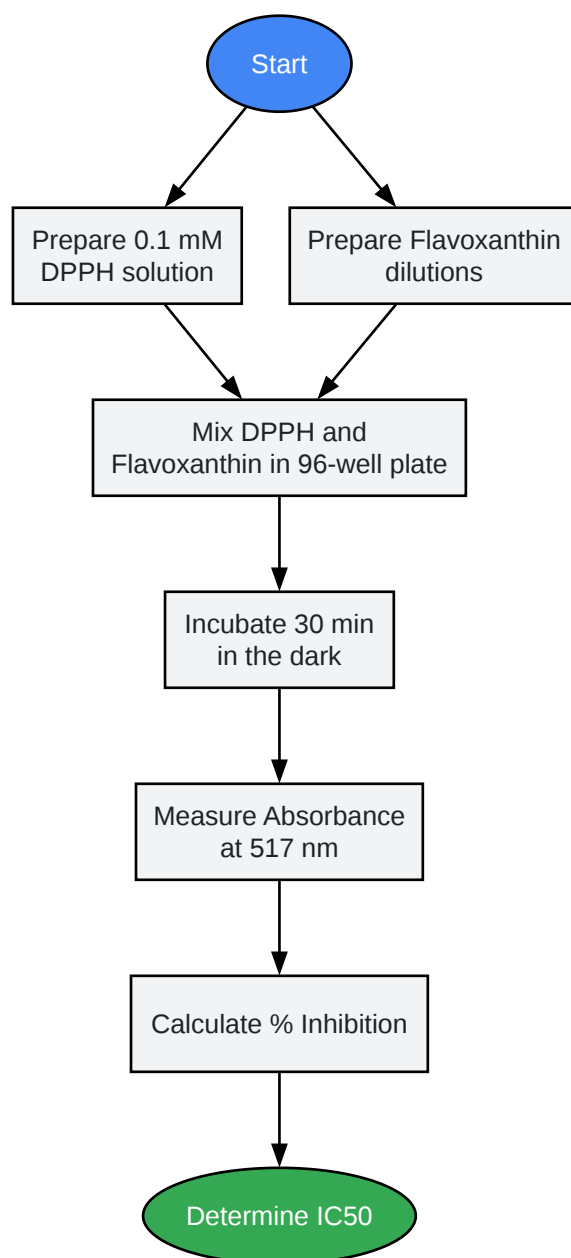 Start
Prepare 0.1 mM
DPPH solution
Prepare Flavoxanthin
dilutions
Mix DPPH and
Flavoxanthin in 96-well plate
Incubate 30 min
in the dark
Measure Absorbance
at 517 nm
Calculate % Inhibition
Determine IC50